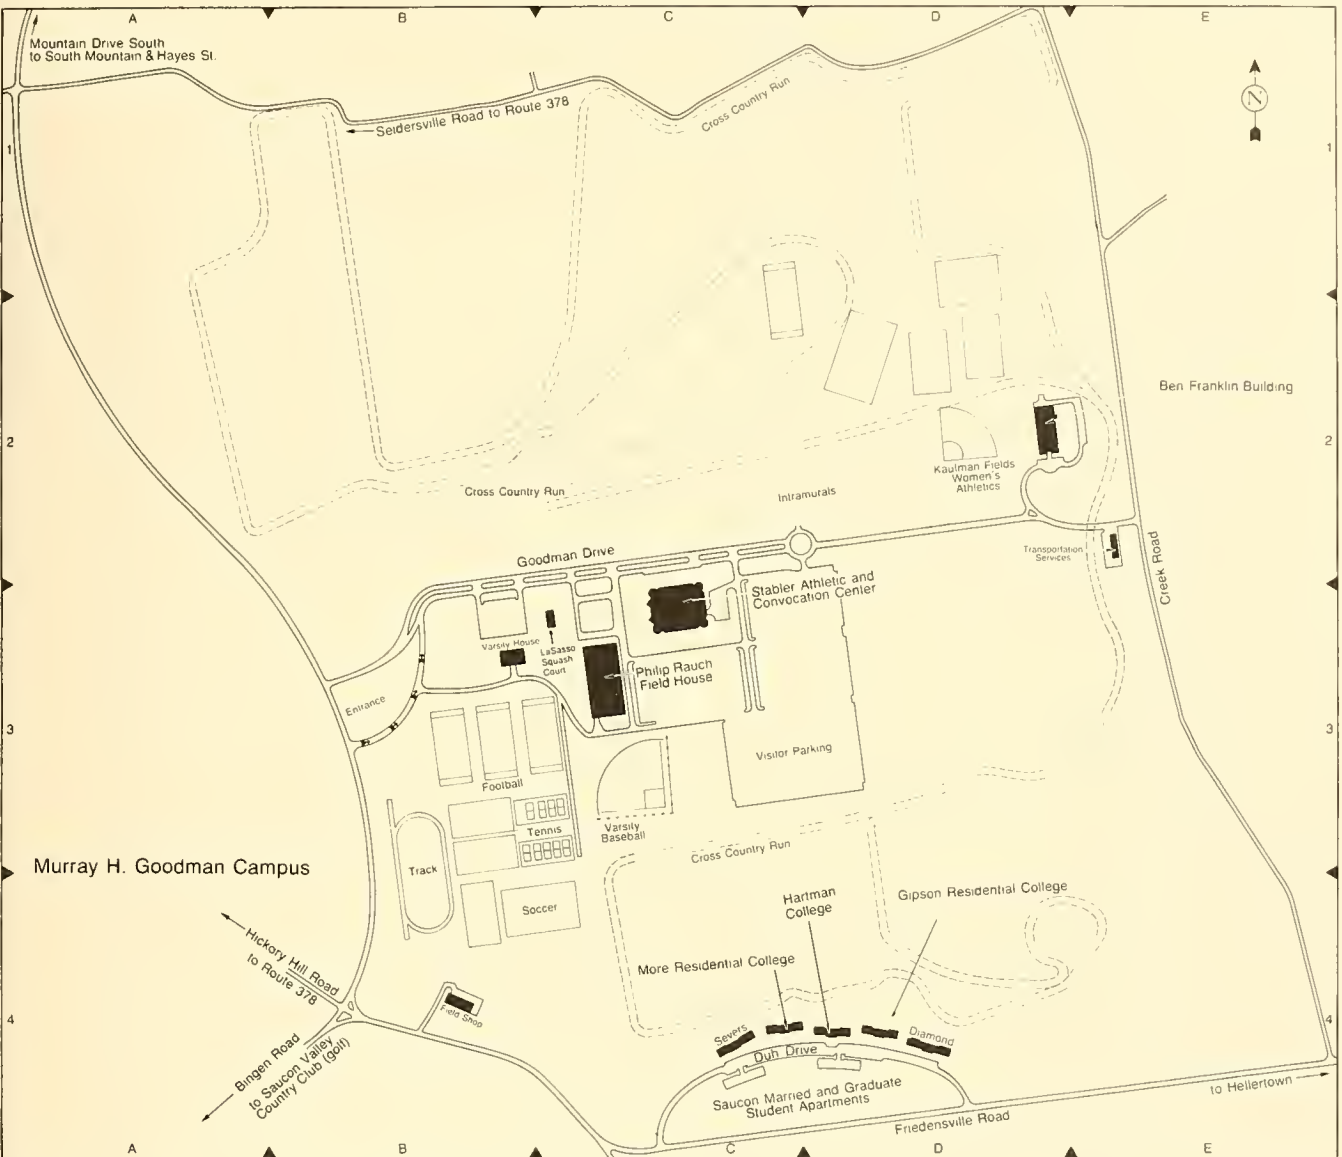 A
B
C
D
E
Mountain Drive South
to South Mountain & Hayes St.
Seidersville Road to Route 378
Cross Country Run
N
1
1
Ben Franklin Building
2
2
Kaufman Fields
Women's
Athletics
Cross Country Run
Intramurals
Goodman Drive
Transportation
Services
Creek Road
Stabler Athletic and
Convocation Center
Varsity House
LaSasso
Squash
Court
Philip Rauch
Field House
Entrance
3
3
Visitor Parking
Football
Tennis
Varsity
Baseball
Cross Country Run
Murray H. Goodman Campus
Track
Soccer
Hartman
College
Gipson Residential College
Hickory Hill Road
to Route 378
More Residential College
4
4
Field Shop
Severs
Diamond
Duh Drive
Bingen Road
to Saucon Valley
Country Club (golf)
Saucon Married and Graduate
Student Apartments
to Hellertown
Friedensville Road
A
B
C
D
E